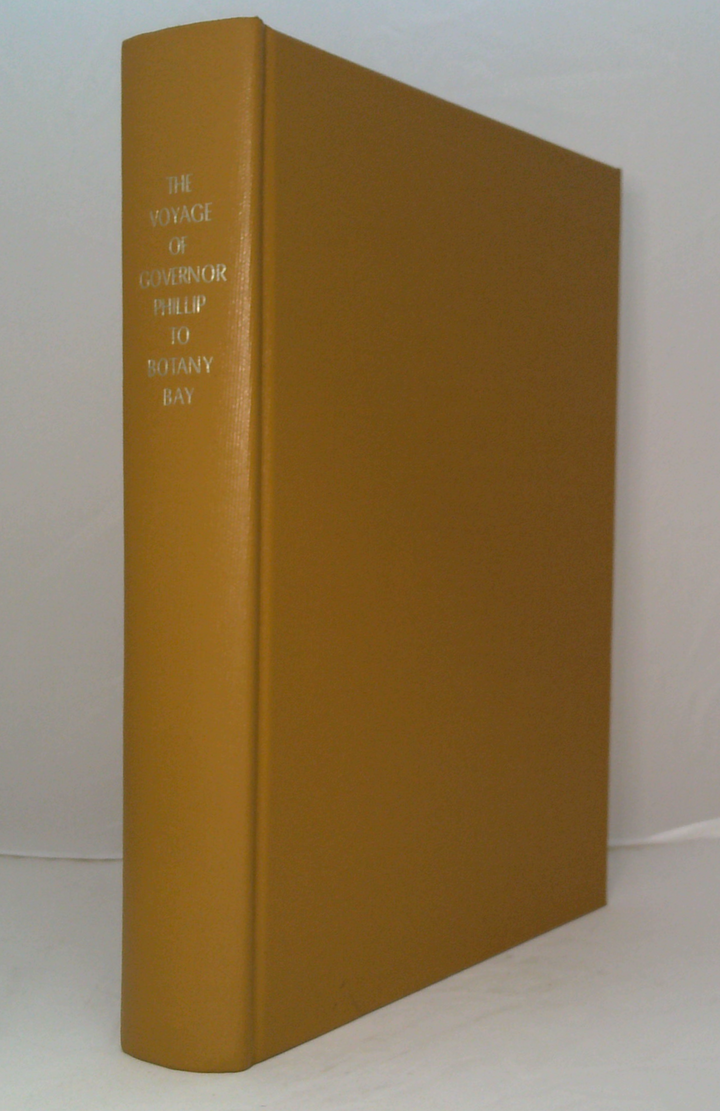 THE
VOYAGE
OF
GOVERNOR
PHILLIP
TO
BOTANY
BAY